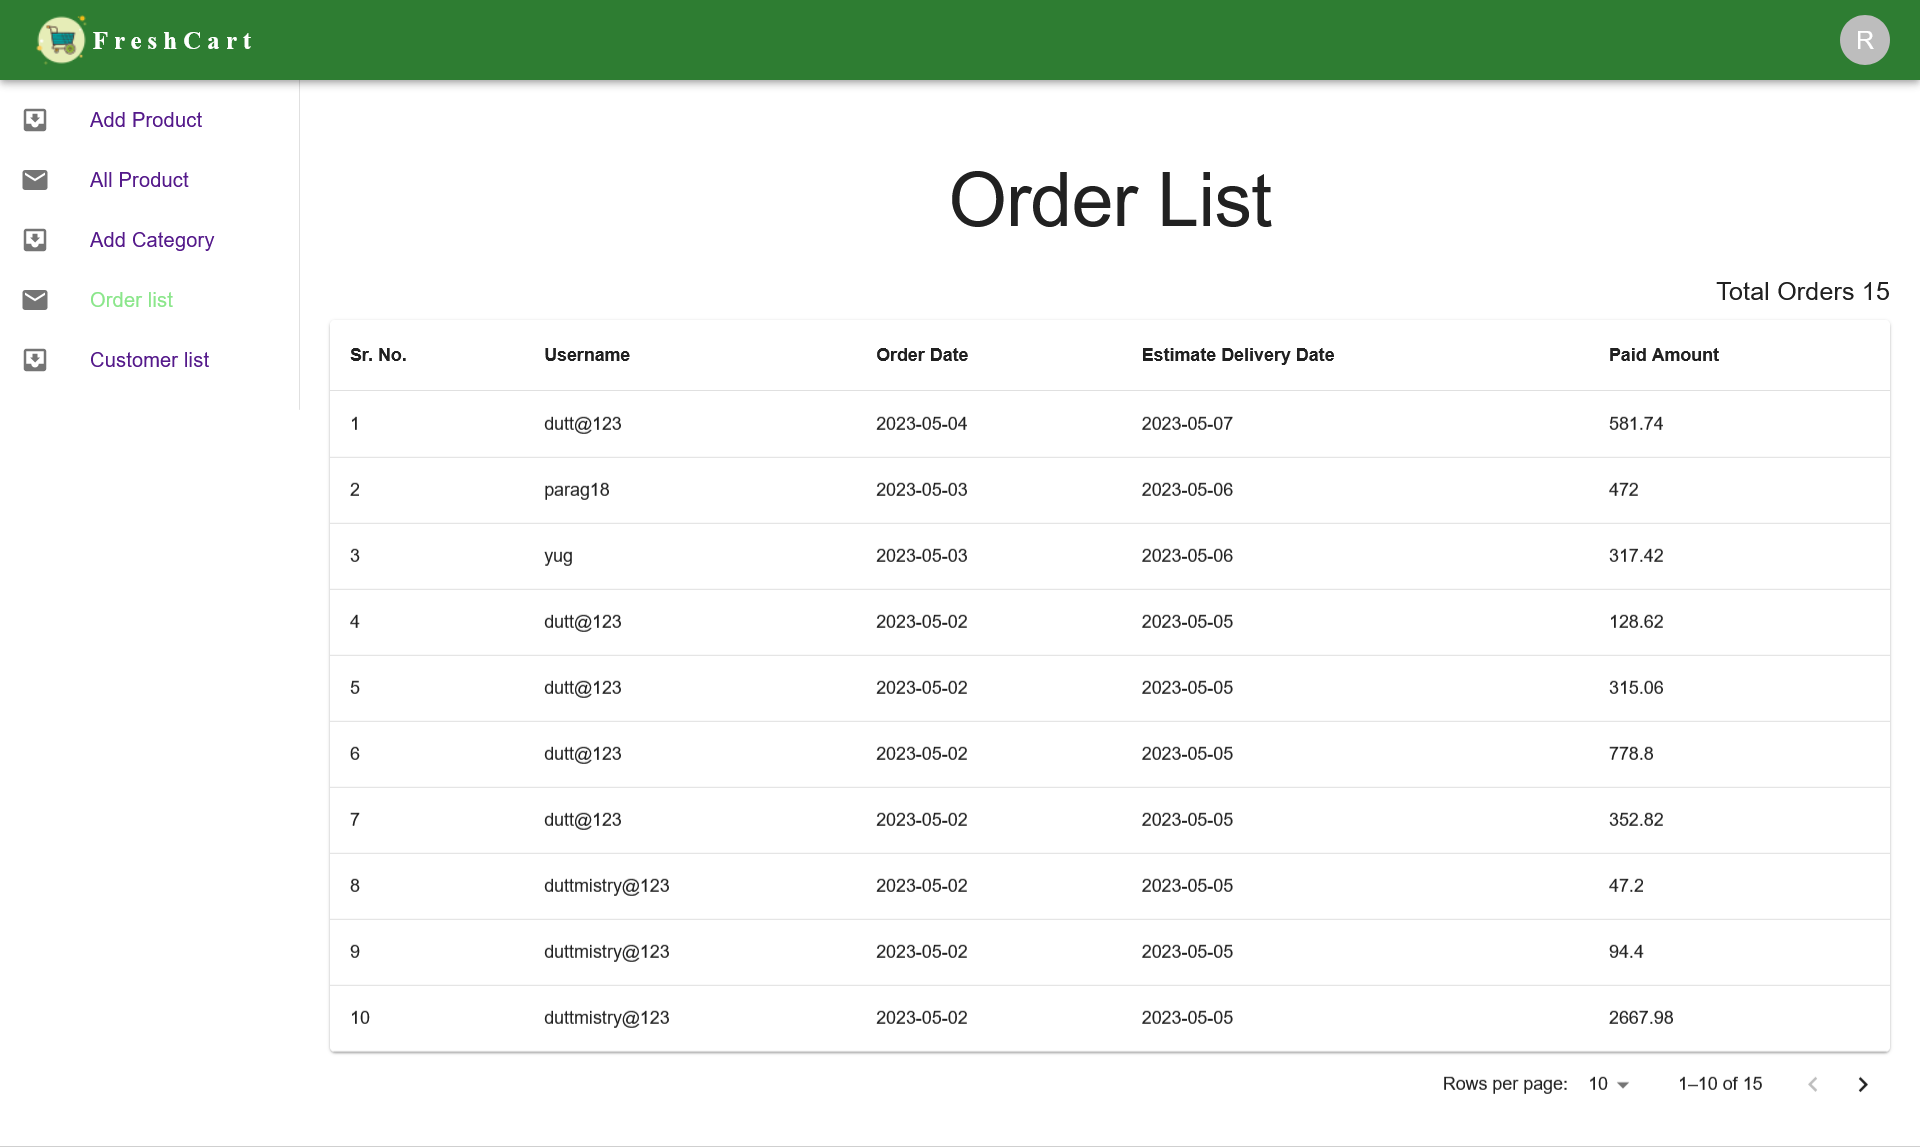 FreshCart
R
Add Product
All Product
Add Category
Order list
Customer list
Order List
Total Orders 15
Sr. No. Username Order Date Estimate Delivery Date Paid Amount
1 dutt@123 2023-05-04 2023-05-07 581.74
2 parag18 2023-05-03 2023-05-06 472
3 yug 2023-05-03 2023-05-06 317.42
4 dutt@123 2023-05-02 2023-05-05 128.62
5 dutt@123 2023-05-02 2023-05-05 315.06
6 dutt@123 2023-05-02 2023-05-05 778.8
7 dutt@123 2023-05-02 2023-05-05 352.82
8 duttmistry@123 2023-05-02 2023-05-05 47.2
9 duttmistry@123 2023-05-02 2023-05-05 94.4
10 duttmistry@123 2023-05-02 2023-05-05 2667.98
Rows per page: 10 1–10 of 15